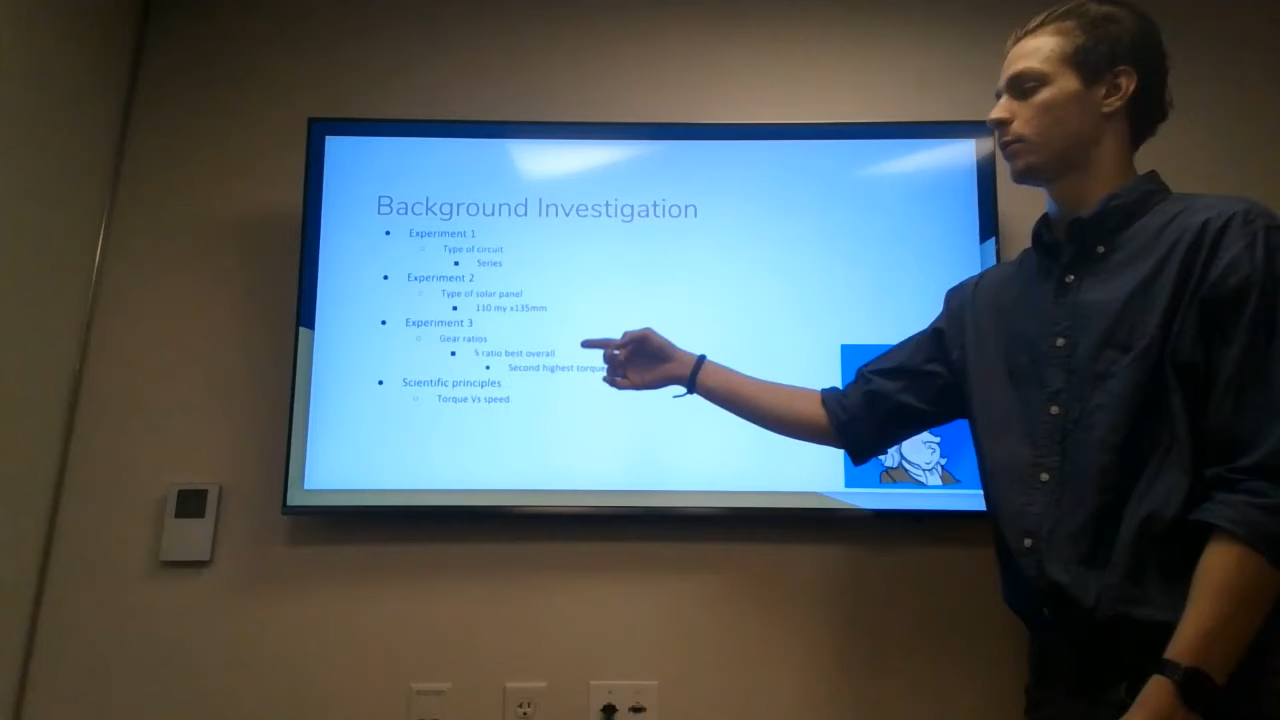 Background Investigation
Experiment 1
Type of circuit
Series
Experiment 2
Type of solar panel
110 my x135mm
Experiment 3
Gear ratios
ratio best overall
Second highest torque
Scientific principles
Torque Vs speed